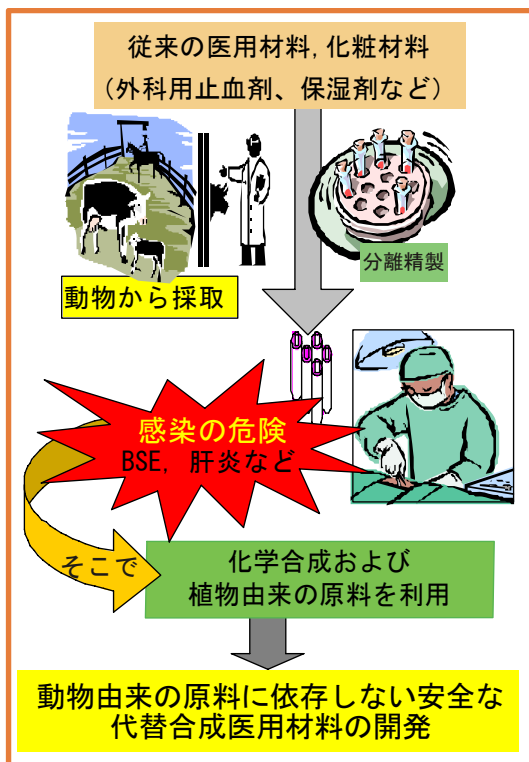 従来の医用材料, 化粧材料
(外科用止血剤、保湿剤など)
動物から採取
分離精製
感染の危険
BSE, 肝炎など
そこで
化学合成および
植物由来の原料を利用
動物由来の原料に依存しない安全な
代替合成医用材料の開発